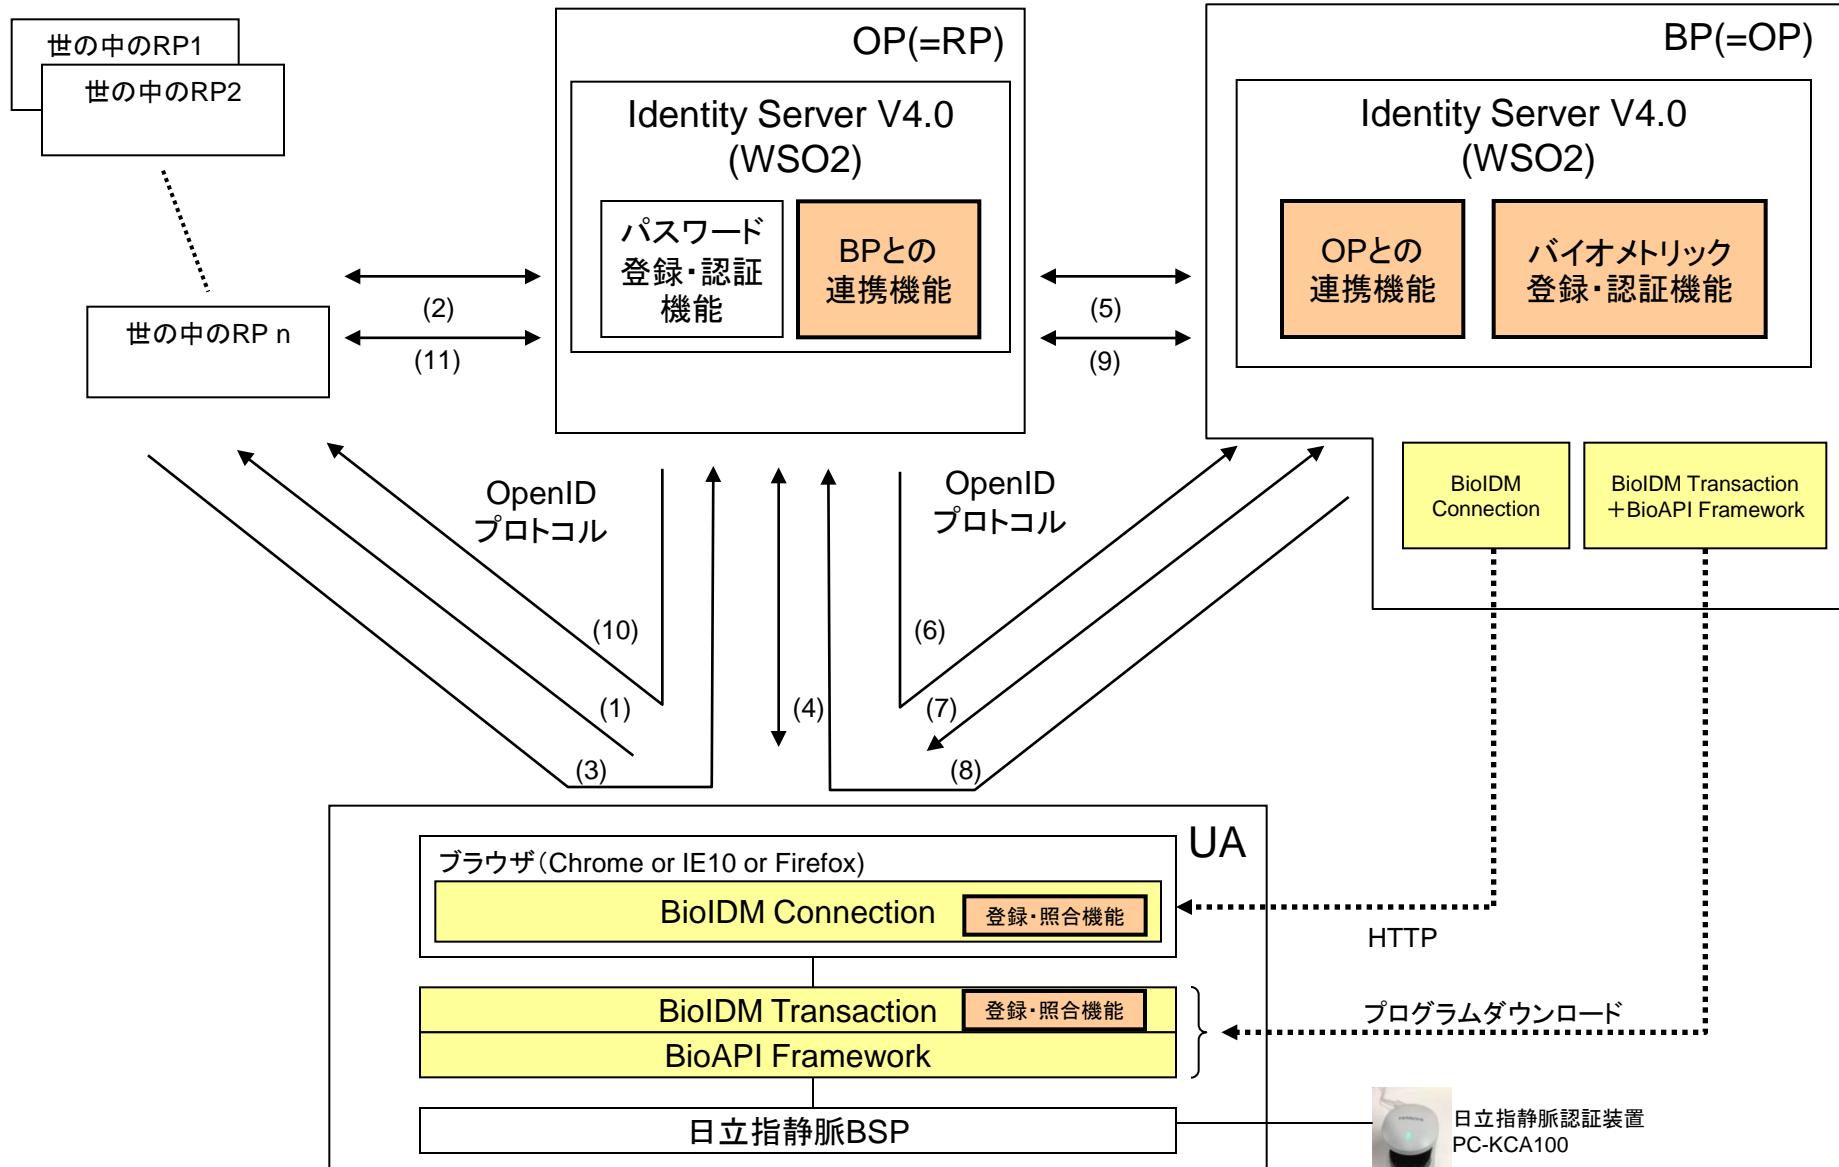 世の中のRP1
世の中のRP2
世の中のRP n
OP(=RP)
Identity Server V4.0
(WSO2)
パスワード
登録・認証
機能
BPとの
連携機能
BP(=OP)
Identity Server V4.0
(WSO2)
OPとの
連携機能
バイオメトリック
登録・認証機能
(2)
(11)
(5)
(9)
BioIDM
Connection
BioIDM Transaction
＋BioAPI Framework
OpenID
プロトコル
OpenID
プロトコル
(10)
(6)
(1)
(4)
(7)
(3)
(8)
UA
ブラウザ（Chrome or IE10 or Firefox)
BioIDM Connection
登録・照合機能
HTTP
BioIDM Transaction
登録・照合機能
BioAPI Framework
プログラムダウンロード
日立指静脈BSP
日立指静脈認証装置
PC-KCA100